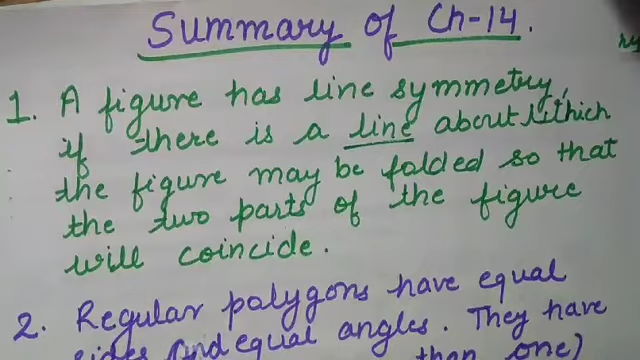 Summary of Ch-14.
1. A figure has line symmetry,
if there is a line about which
the figure may be folded so that
the two parts of the figure
will coincide.
2. Regular polygons have equal
sides and equal angles. They have
than one)